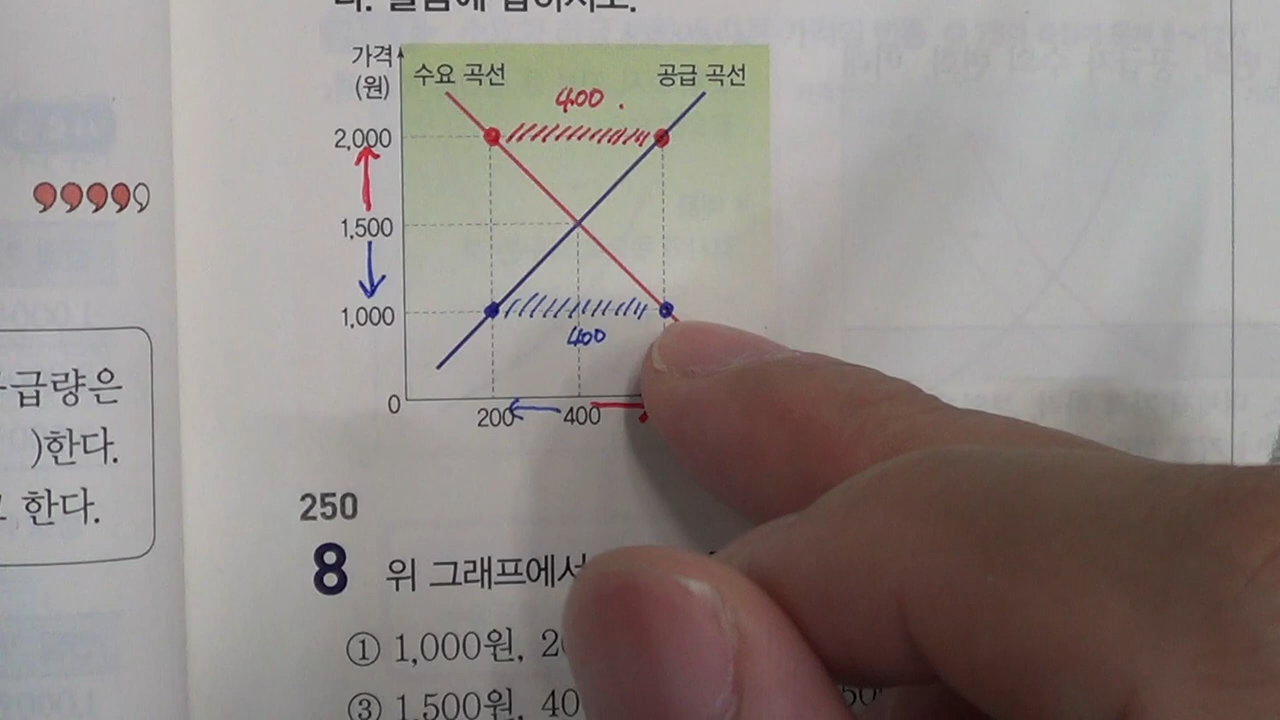 가격
(원)
수요 곡선
공급 곡선
400 .
2,000
1,500
1,000
400
0
200
400
급량은
)한다.
한다.
250
8 위 그래프에서
① 1,000원, 2
③ 1,500원, 40